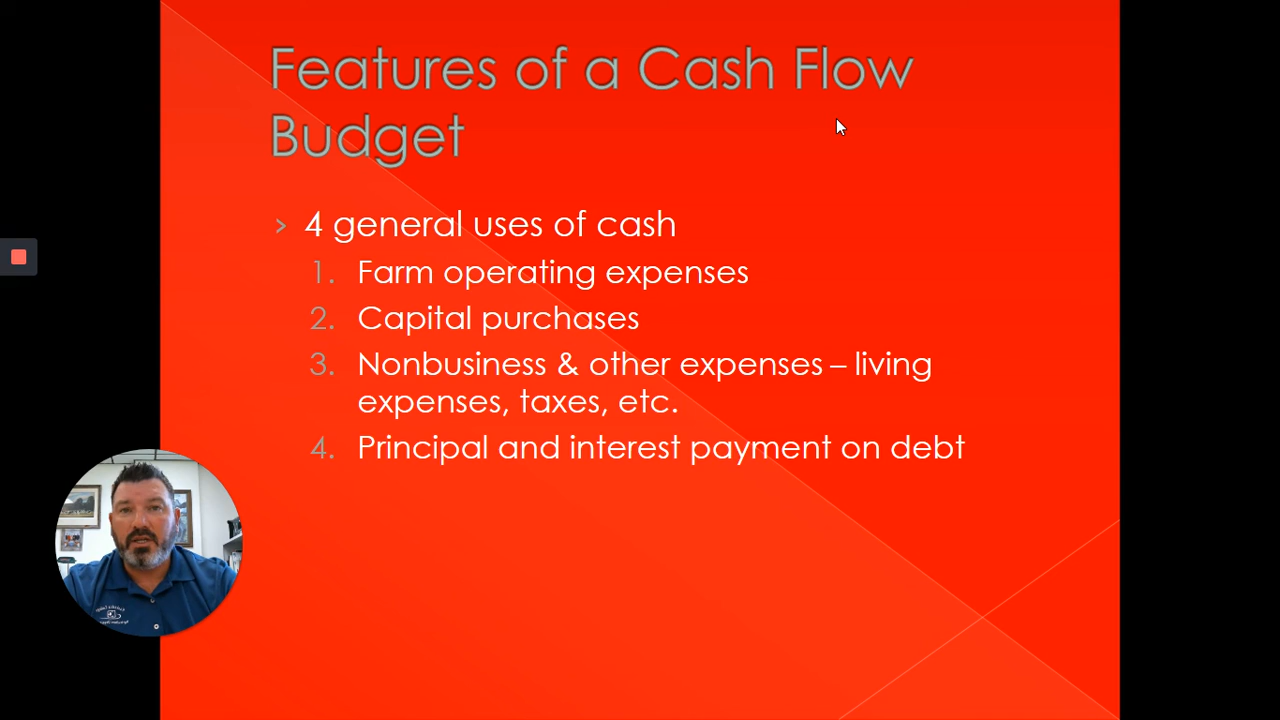 Features of a Cash Flow
Budget
› 4 general uses of cash
1. Farm operating expenses
2. Capital purchases
3. Nonbusiness & other expenses – living
expenses, taxes, etc.
4. Principal and interest payment on debt